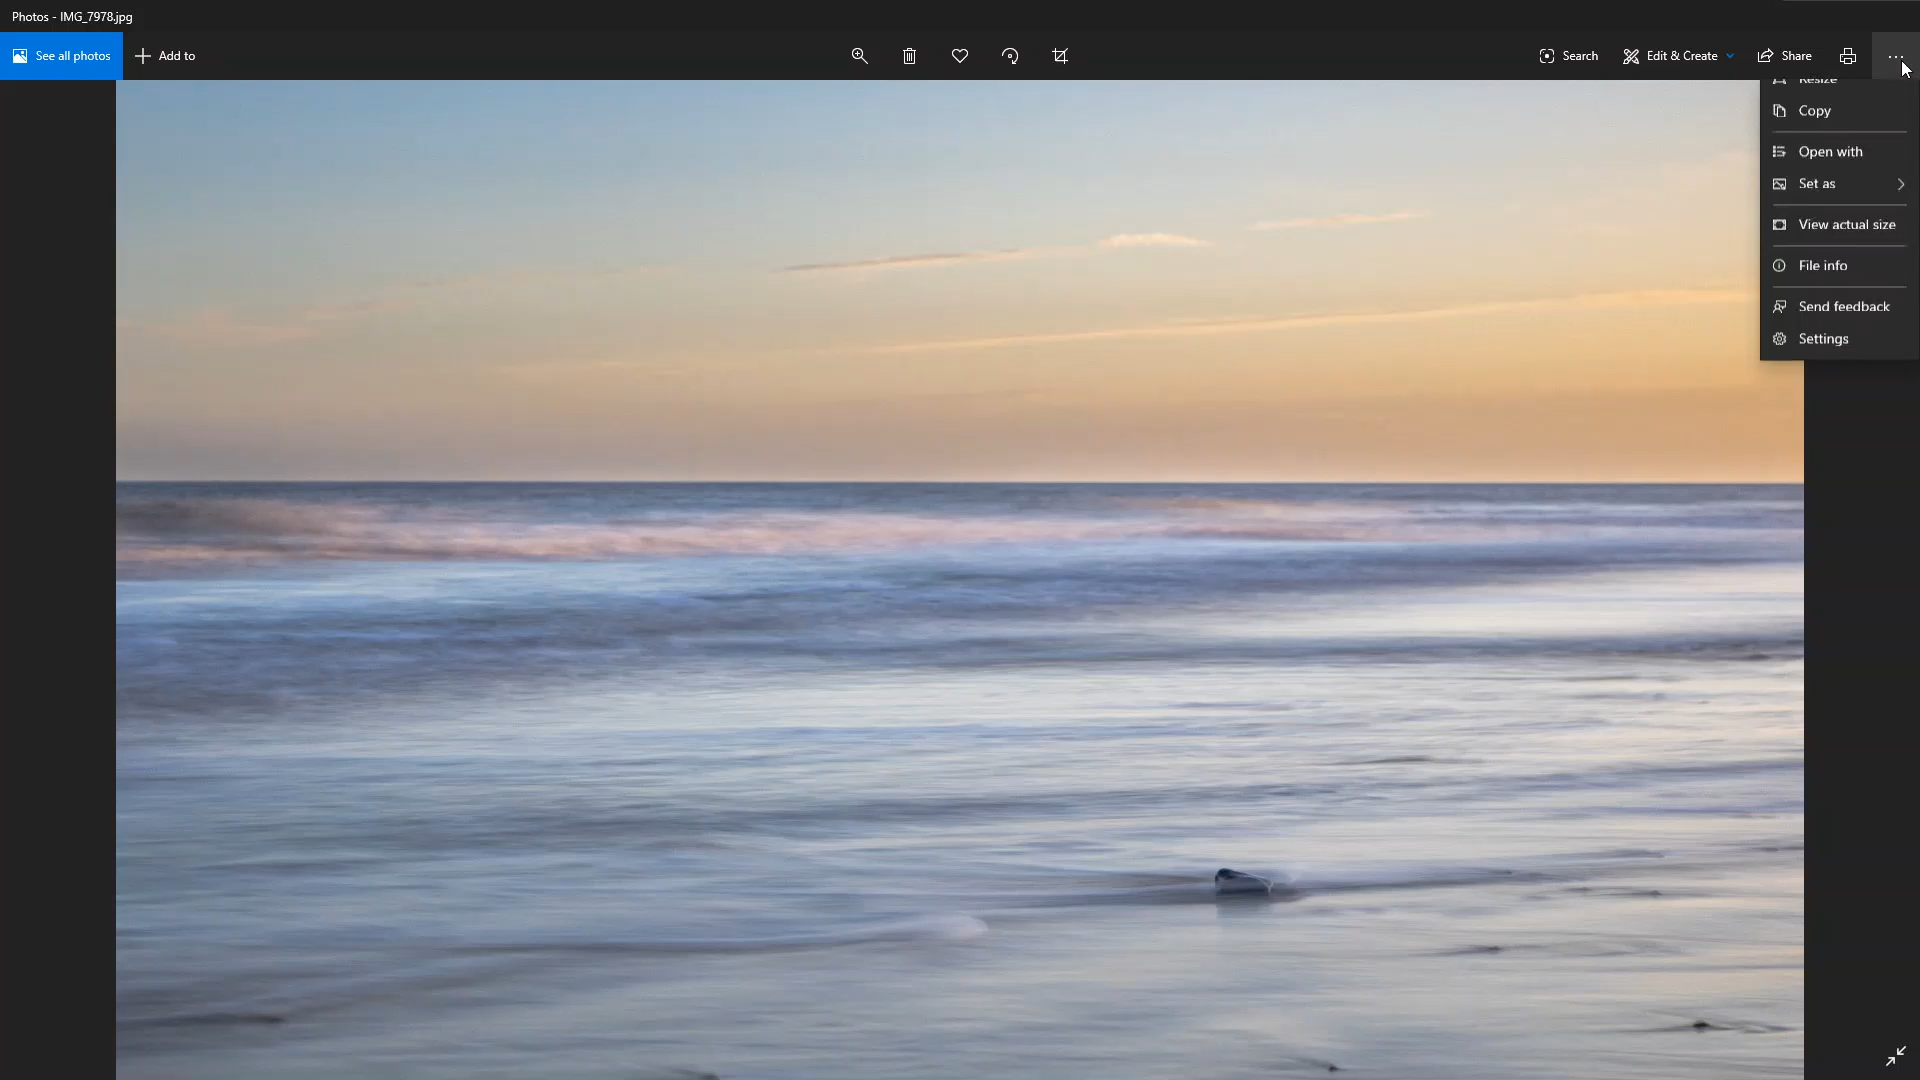 Photos - IMG_7978.jpg
See all photos
Add to
Search
Edit & Create
Share
Resize
Copy
Open with
Set as
View actual size
File info
Send feedback
Settings